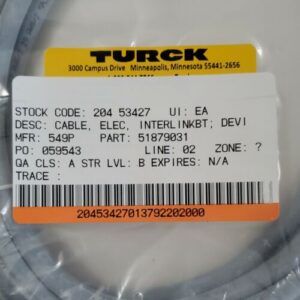 TURCK
3000 Campus Drive Minneapolis, Minnesota 55441-2656
STOCK CODE: 204 53427 UI: EA
DESC: CABLE, ELEC, INTERLINKBT; DEVI
MFR: 549P PART: 51879031
PO: 059543 LINE: 02 ZONE: ?
QA CLS: A STR LVL: B EXPIRES: N/A
TRACE :
20453427013792202000